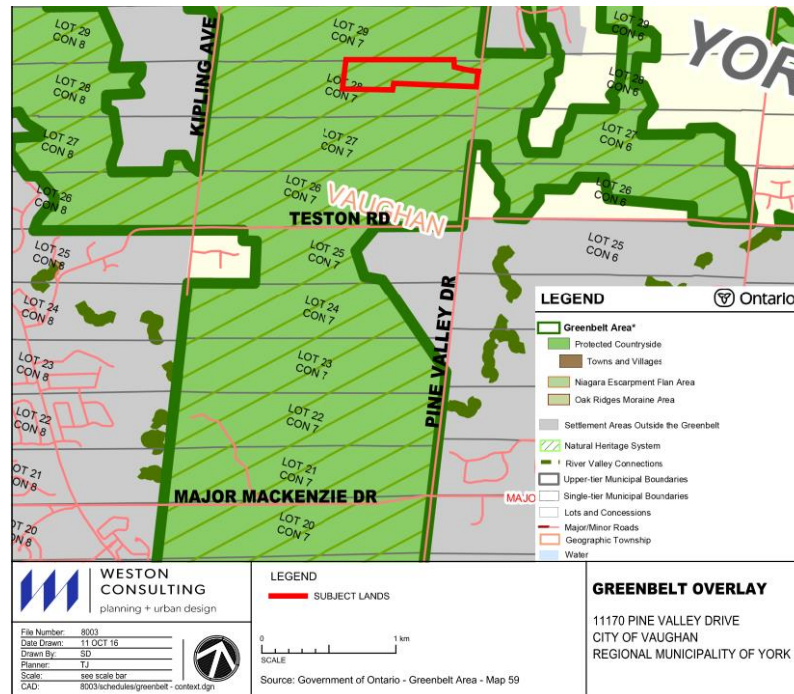 LOT 29
CON 8
LOT 28
CON 8
LOT 27
CON 8
LOT 26
CON 8
LOT 25
CON 8
LOT 24
CON 8
LOT 23
CON 8
LOT 22
CON 8
LOT 21
CON 8
LOT 20
CON 8
KIPLING AVE
LOT 29
CON 7
LOT 28
CON 7
LOT 27
CON 7
LOT 26
CON 7
VAUGHAN
TESTON RD
LOT 25
CON 7
LOT 24
CON 7
LOT 23
CON 7
LOT 22
CON 7
LOT 21
CON 7
MAJOR MACKENZIE DR
LOT 20
CON 7
PINE VALLEY DR
LOT 29
CON 6
LOT 28
CON 6
LOT 27
CON 6
LOT 26
CON 6
LOT 25
CON 6
YOR
MAJO
LEGEND
Ontario
Greenbelt Area*
Protected Countryside
Towns and Villages
Niagara Escarpment Plan Area
Oak Ridges Moraine Area
Settlement Areas Outside the Greenbelt
Natural Heritage System
River Valley Connections
Upper-tier Municipal Boundaries
Single-tier Municipal Boundaries
Lots and Concessions
Major/Minor Roads
Geographic Township
Water
WESTON
CONSULTING
planning + urban design
File Number: 8003
Date Drawn: 11 OCT 16
Drawn By: SD
Planner: TJ
Scale: see scale bar
CAD: 8003/schedules/greenbelt - context.dgn
LEGEND
SUBJECT LANDS
0 1 km
SCALE
Source: Government of Ontario - Greenbelt Area - Map 59
GREENBELT OVERLAY
11170 PINE VALLEY DRIVE
CITY OF VAUGHAN
REGIONAL MUNICIPALITY OF YORK